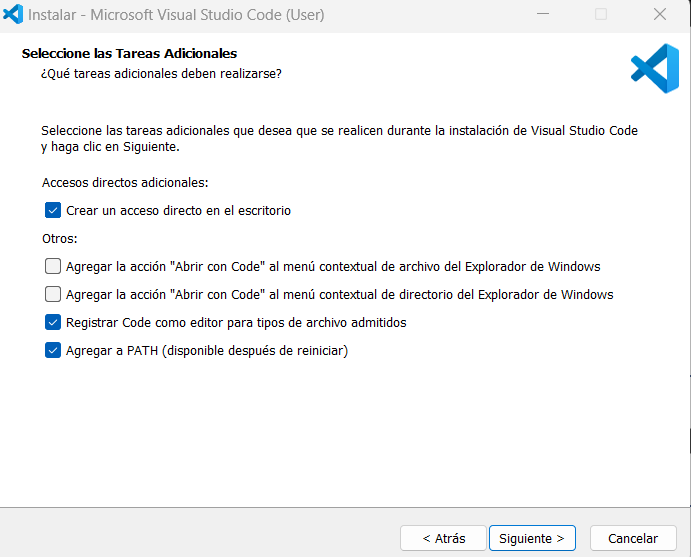 Instalar - Microsoft Visual Studio Code (User)
Seleccione las Tareas Adicionales
¿Qué tareas adicionales deben realizarse?
Seleccione las tareas adicionales que desea que se realicen durante la instalación de Visual Studio Code
y haga clic en Siguiente.
Accesos directos adicionales:
Crear un acceso directo en el escritorio
Otros:
Agregar la acción "Abrir con Code" al menú contextual de archivo del Explorador de Windows
Agregar la acción "Abrir con Code" al menú contextual de directorio del Explorador de Windows
Registrar Code como editor para tipos de archivo admitidos
Agregar a PATH (disponible después de reiniciar)
< Atrás
Siguiente >
Cancelar